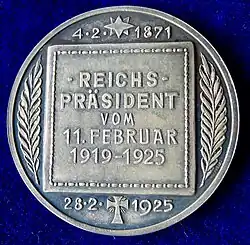 4·2· 1871
·REICHS-
PRÄSIDENT
VOM
11. FEBRUAR
1919-1925
28·2· 1925